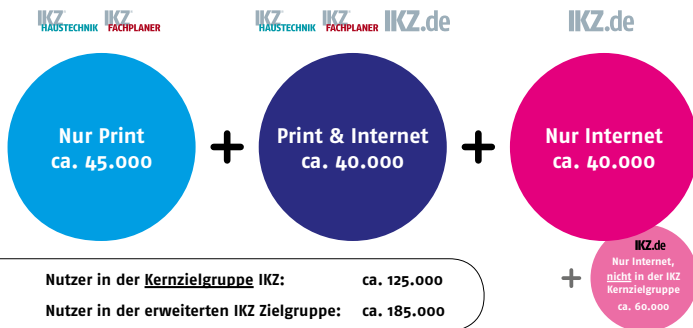 IKZ HAUSTECHNIK IKZ FACHPLANER
IKZ HAUSTECHNIK IKZ FACHPLANER IKZ.de
IKZ.de
Nur Print
ca. 45.000
+
Print & Internet
ca. 40.000
+
Nur Internet
ca. 40.000
+
IKZ.de
Nur Internet,
nicht in der IKZ
Kernzielgruppe
ca. 60.000
Nutzer in der Kernzielgruppe IKZ: ca. 125.000
Nutzer in der erweiterten IKZ Zielgruppe: ca. 185.000